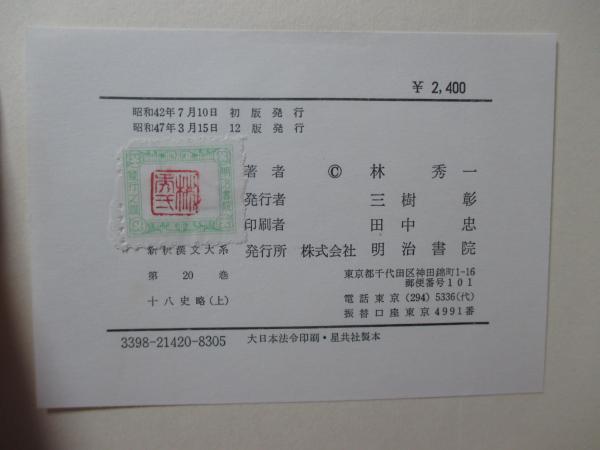 ¥ 2,400
昭和42年7月10日 初版発行
昭和47年3月15日 12版発行
著者 © 林 秀一
発行者 三樹 彰
印刷者 田中 忠
新釈漢文大系 発行所 株式会社 明治書院
第20巻 東京都千代田区神田錦町1-16
郵便番号101
十八史略(上) 電話東京(294)5336(代)
振替口座東京4991番
3398-21420-8305 大日本法令印刷・星共社製本